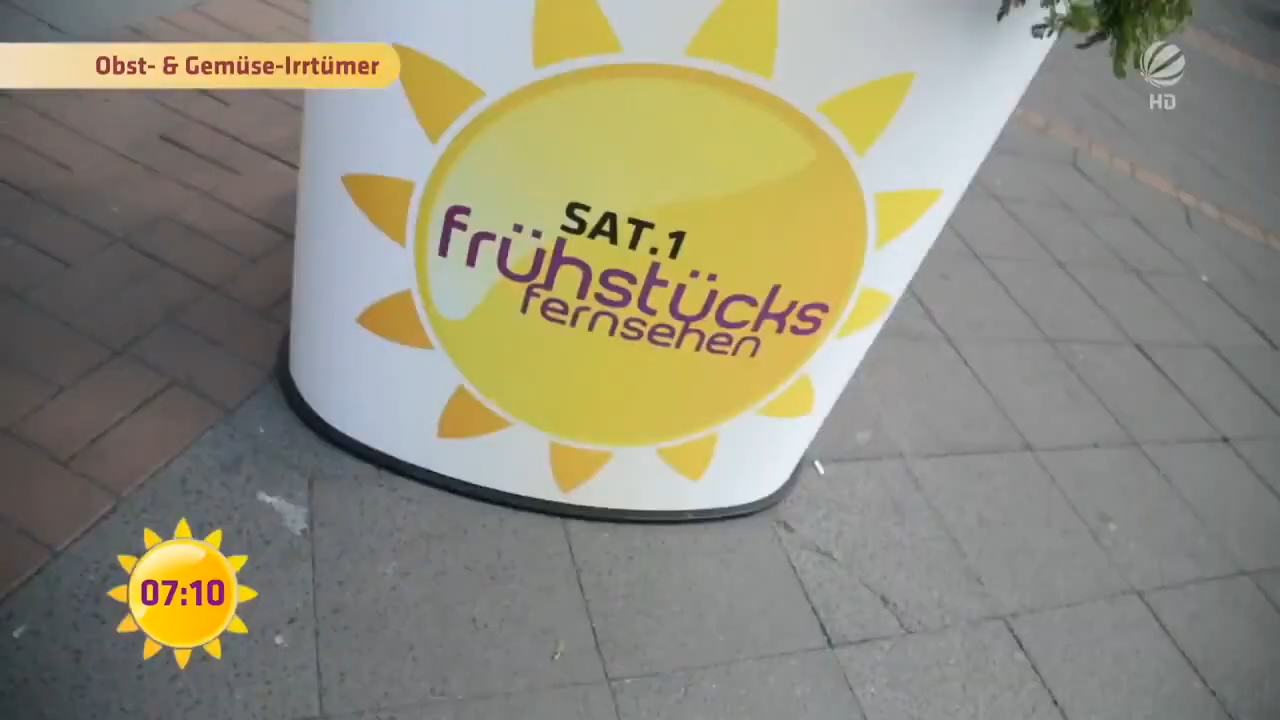 Obst- & Gemüse-Irrtümer
HD
SAT.1
frühstücks
fernsehen
07:10